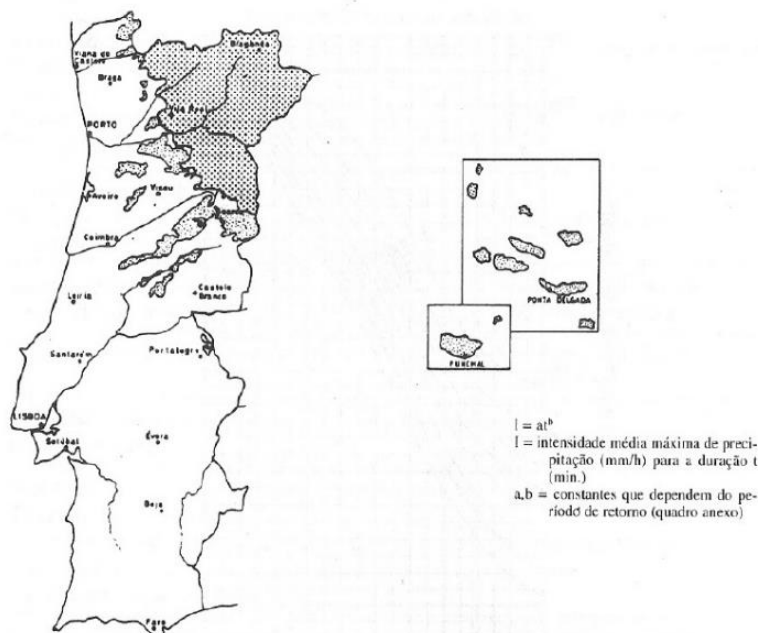 Viana do
Castelo
Bragança
Braga
Vila Real
PORTO
Aveiro
Viseu
Guarda
Coimbra
Castelo
Branco
Leiria
Portalegre
Santarém
LISBOA
Setúbal
Évora
Beja
Faro
PONTA DELGADA
FUNCHAL
I = at^b
I = intensidade média máxima de preci-
pitação (mm/h) para a duração t
(min.)
a,b = constantes que dependem do pe-
ríodo de retorno (quadro anexo)